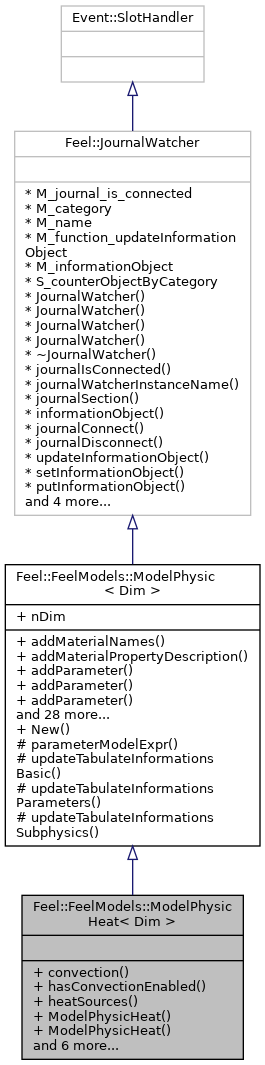 Event::SlotHandler
Feel::JournalWatcher
* M_journal_is_connected
* M_category
* M_name
* M_function_updateInformation
Object
* M_informationObject
* S_counterObjectByCategory
* JournalWatcher()
* JournalWatcher()
* JournalWatcher()
* JournalWatcher()
* ~JournalWatcher()
* journalIsConnected()
* journalWatcherInstanceName()
* journalSection()
* informationObject()
* journalConnect()
* journalDisconnect()
* updateInformationObject()
* setInformationObject()
* putInformationObject()
and 4 more...
Feel::FeelModels::ModelPhysic
< Dim >
+ nDim
+ addMaterialNames()
+ addMaterialPropertyDescription()
+ addParameter()
+ addParameter()
+ addParameter()
and 28 more...
+ New()
# parameterModelExpr()
# updateTabulateInformations
Basic()
# updateTabulateInformations
Parameters()
# updateTabulateInformations
Subphysics()
Feel::FeelModels::ModelPhysic
Heat< Dim >
+ convection()
+ hasConvectionEnabled()
+ heatSources()
+ ModelPhysicHeat()
+ ModelPhysicHeat()
and 6 more...